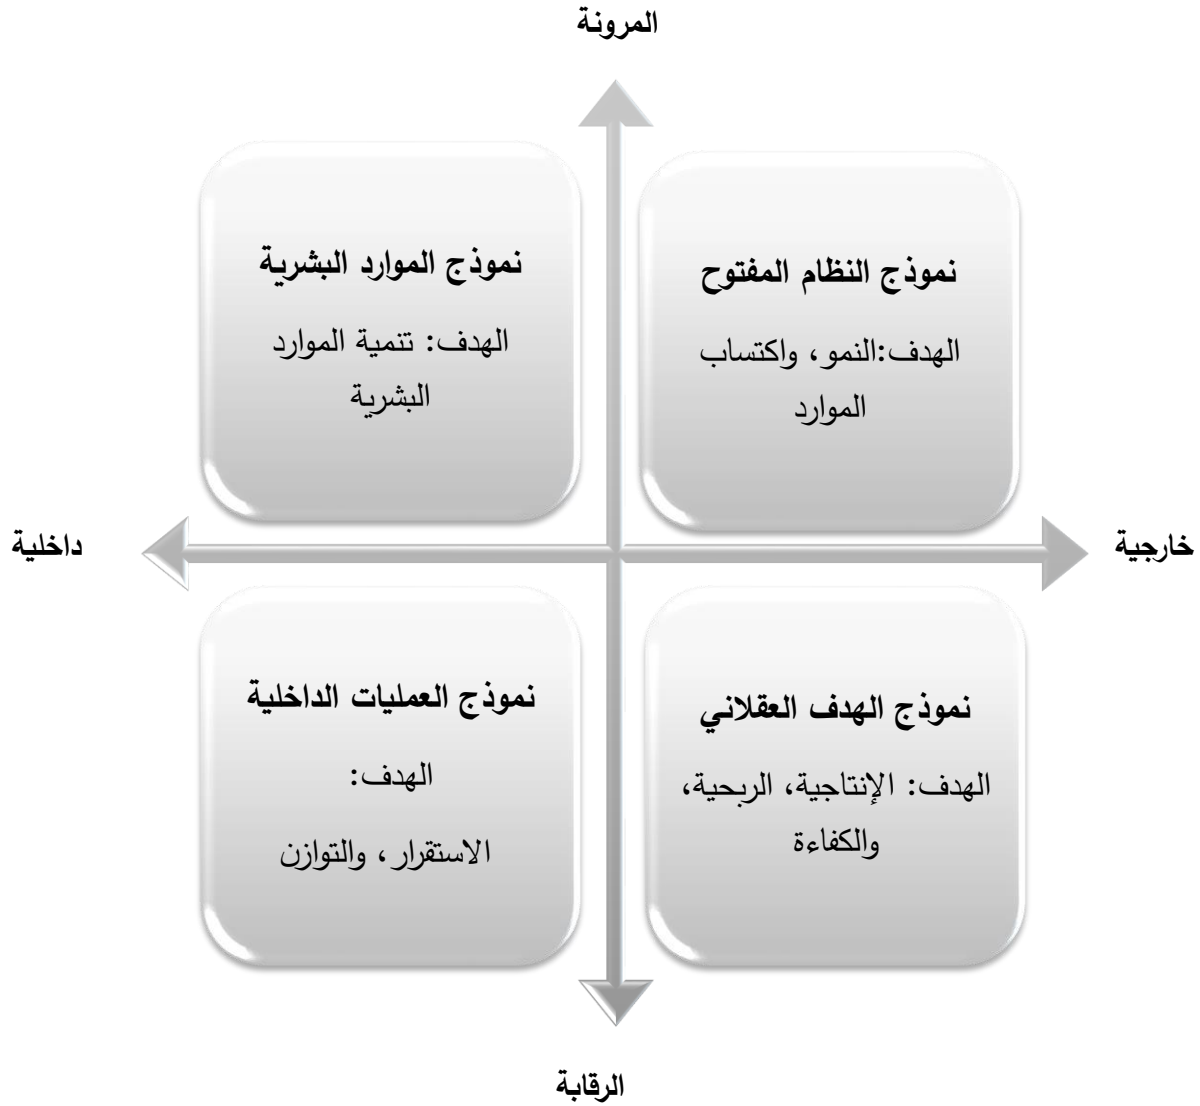 المرونة
نموذج النظام المفتوح
الهدف:النمو، واكتساب
الموارد
نموذج الموارد البشرية
الهدف: تنمية الموارد
البشرية
خارجية
داخلية
نموذج الهدف العقلاني
الهدف: الإنتاجية، الربحية،
والكفاءة
نموذج العمليات الداخلية
الهدف:
الاستقرار، والتوازن
الرقابة